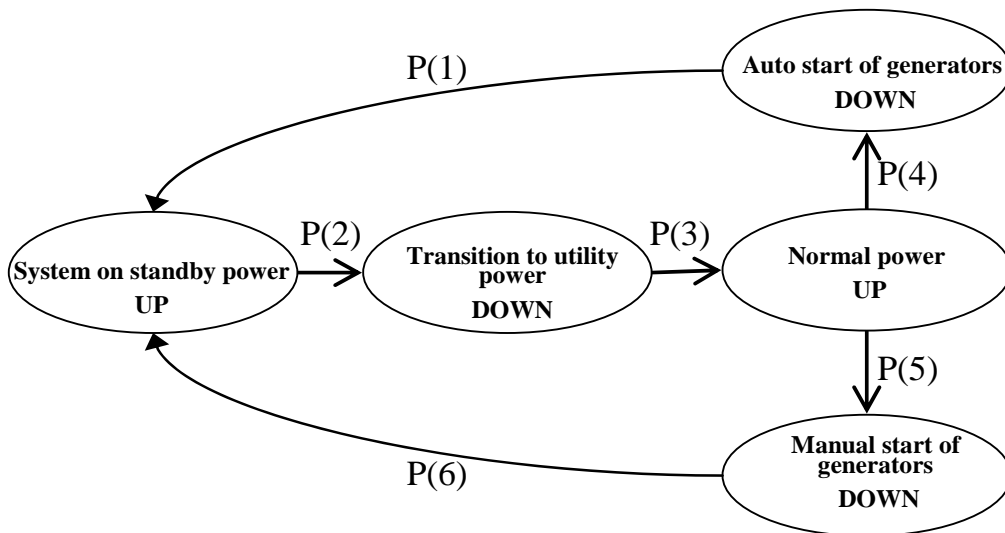 P(1)
Auto start of generators
DOWN
P(4)
P(2)
P(3)
System on standby power
UP
Transition to utility
power
DOWN
Normal power
UP
P(5)
P(6)
Manual start of
generators
DOWN